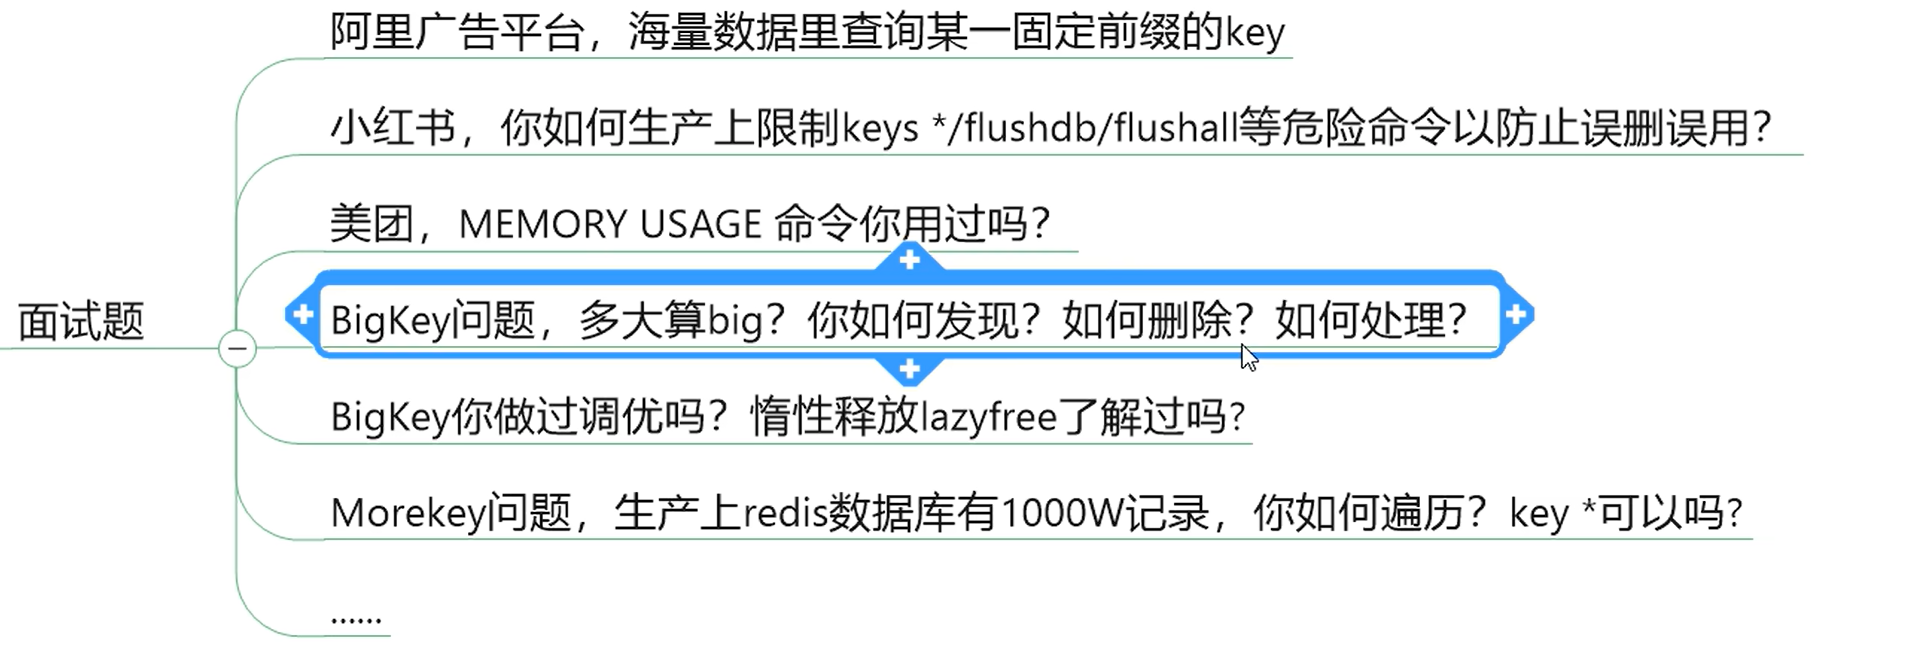 阿里广告平台，海量数据里查询某一固定前缀的key
小红书，你如何生产上限制keys */flushdb/flushall等危险命令以防止误删误用？
美团，MEMORY USAGE 命令你用过吗？
面试题
BigKey问题，多大算big？你如何发现？如何删除？如何处理？
BigKey你做过调优吗？惰性释放lazyfree了解过吗？
Morekey问题，生产上redis数据库有1000W记录，你如何遍历？key *可以吗？
......